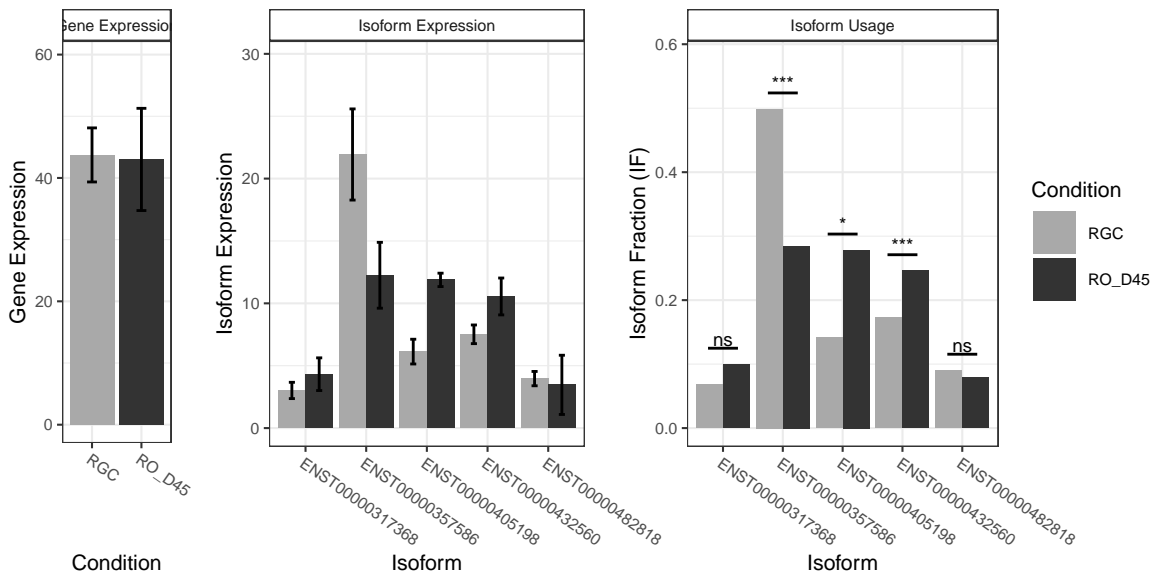 Gene Expression
Isoform Expression
Isoform Usage
Gene Expression
60
40
20
0
RGC
RO_D45
Condition
Isoform Expression
30
20
10
0
ENST00000317368
ENST00000357586
ENST00000405198
ENST00000432560
ENST00000482818
Isoform
Isoform Fraction (IF)
0.6
0.4
0.2
0.0
ns
***
*
***
ns
ENST00000317368
ENST00000357586
ENST00000405198
ENST00000432560
ENST00000482818
Isoform
Condition
RGC
RO_D45